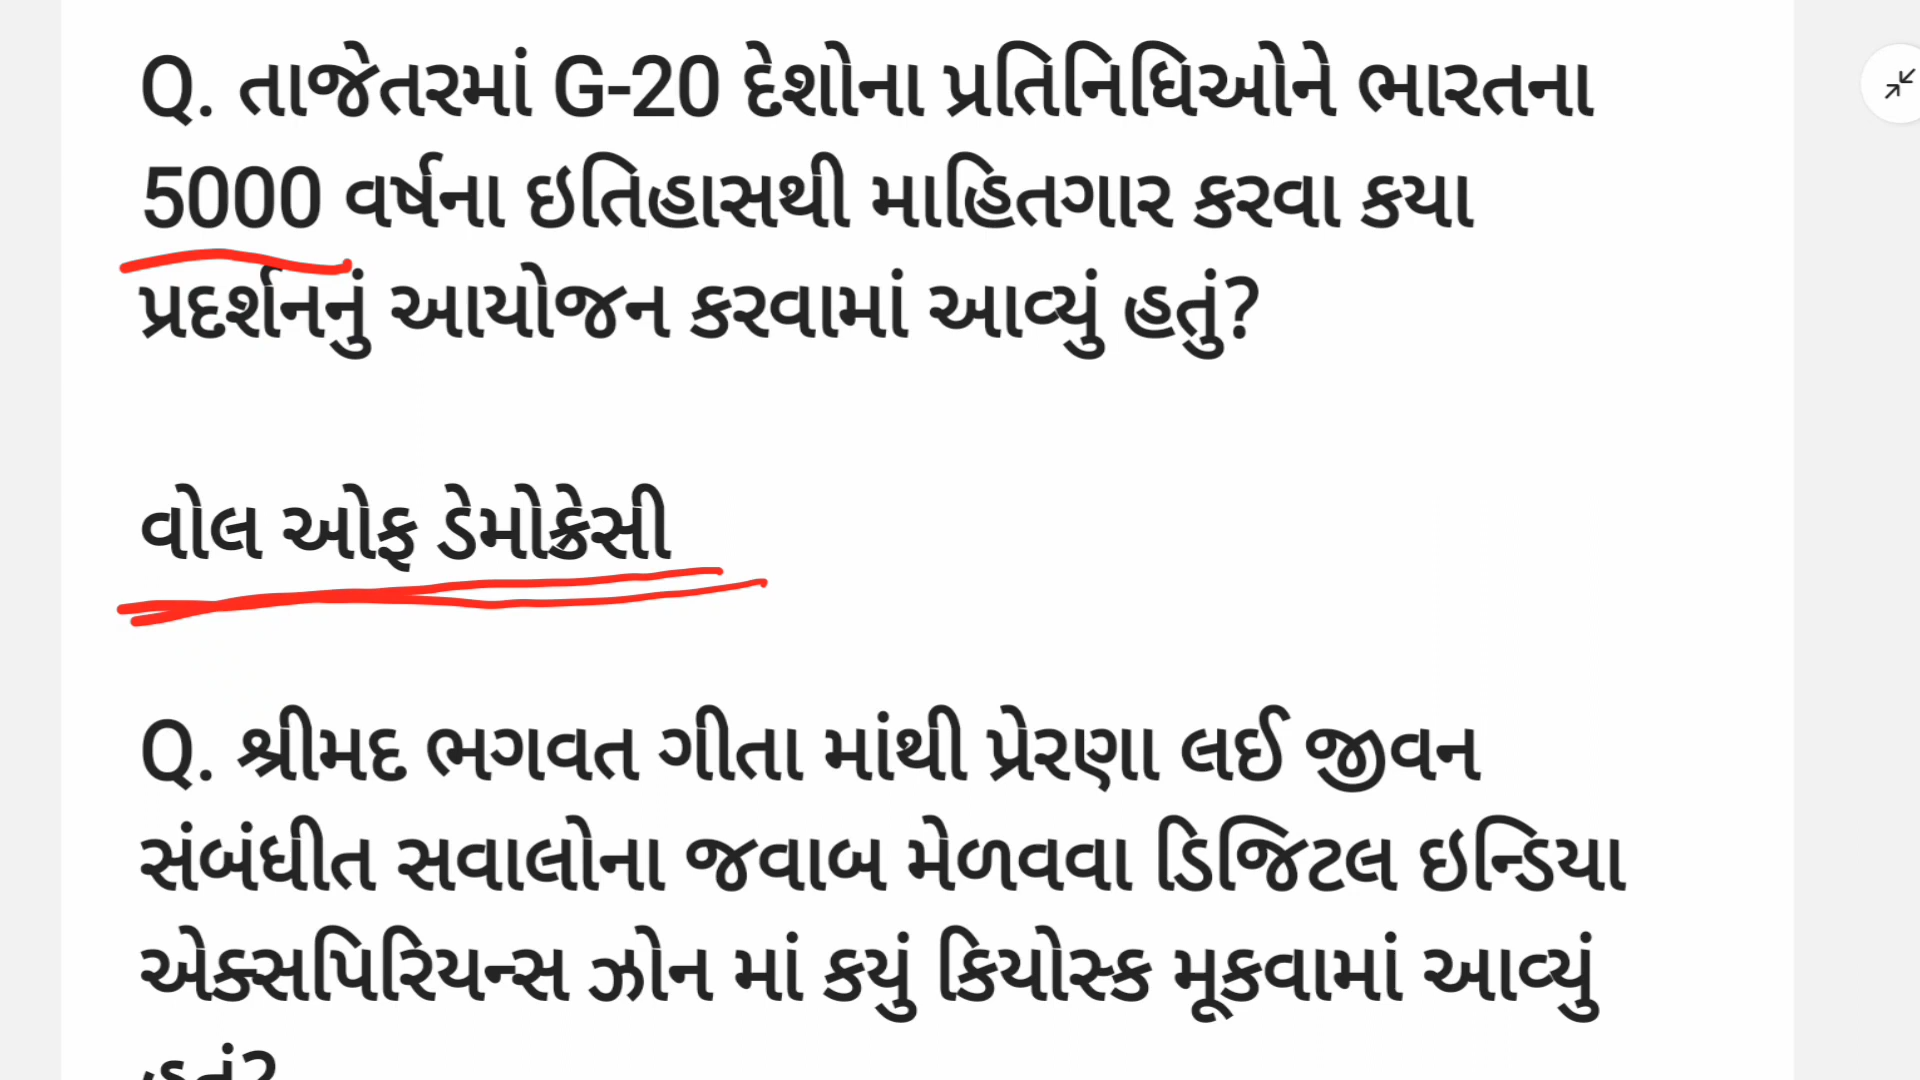 Q. તાજેતરમાં G-20 દેશોના પ્રતિનિધિઓને ભારતના
5000 વર્ષના ઇતિહાસથી માહિતગાર કરવા કયા
પ્રદર્શનનું આયોજન કરવામાં આવ્યું હતું?
વોલ ઓફ ડેમોક્રેસી
Q. શ્રીમદ ભગવત ગીતા માંથી પ્રેરણા લઈ જીવન
સંબંધીત સવાલોના જવાબ મેળવવા ડિજિટલ ઇન્ડિયા
એક્સપિરિયન્સ ઝોન માં કયું કિયોસ્ક મૂકવામાં આવ્યું
હતું?